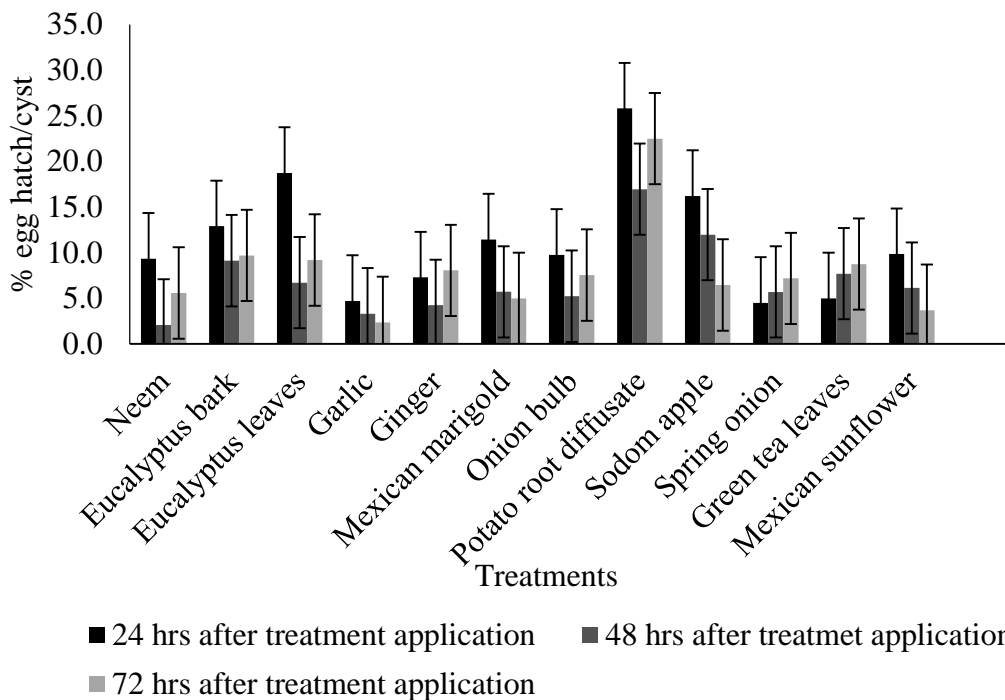 35.0
30.0
25.0
20.0
15.0
10.0
5.0
0.0
% egg hatch/cyst
Neem
Eucalyptus bark
Eucalyptus leaves
Garlic
Ginger
Mexican marigold
Onion bulb
Potato root diffusate
Sodom apple
Spring onion
Green tea leaves
Mexican sunflower
Treatments
24 hrs after treatment application
48 hrs after treatmet application
72 hrs after treatment application